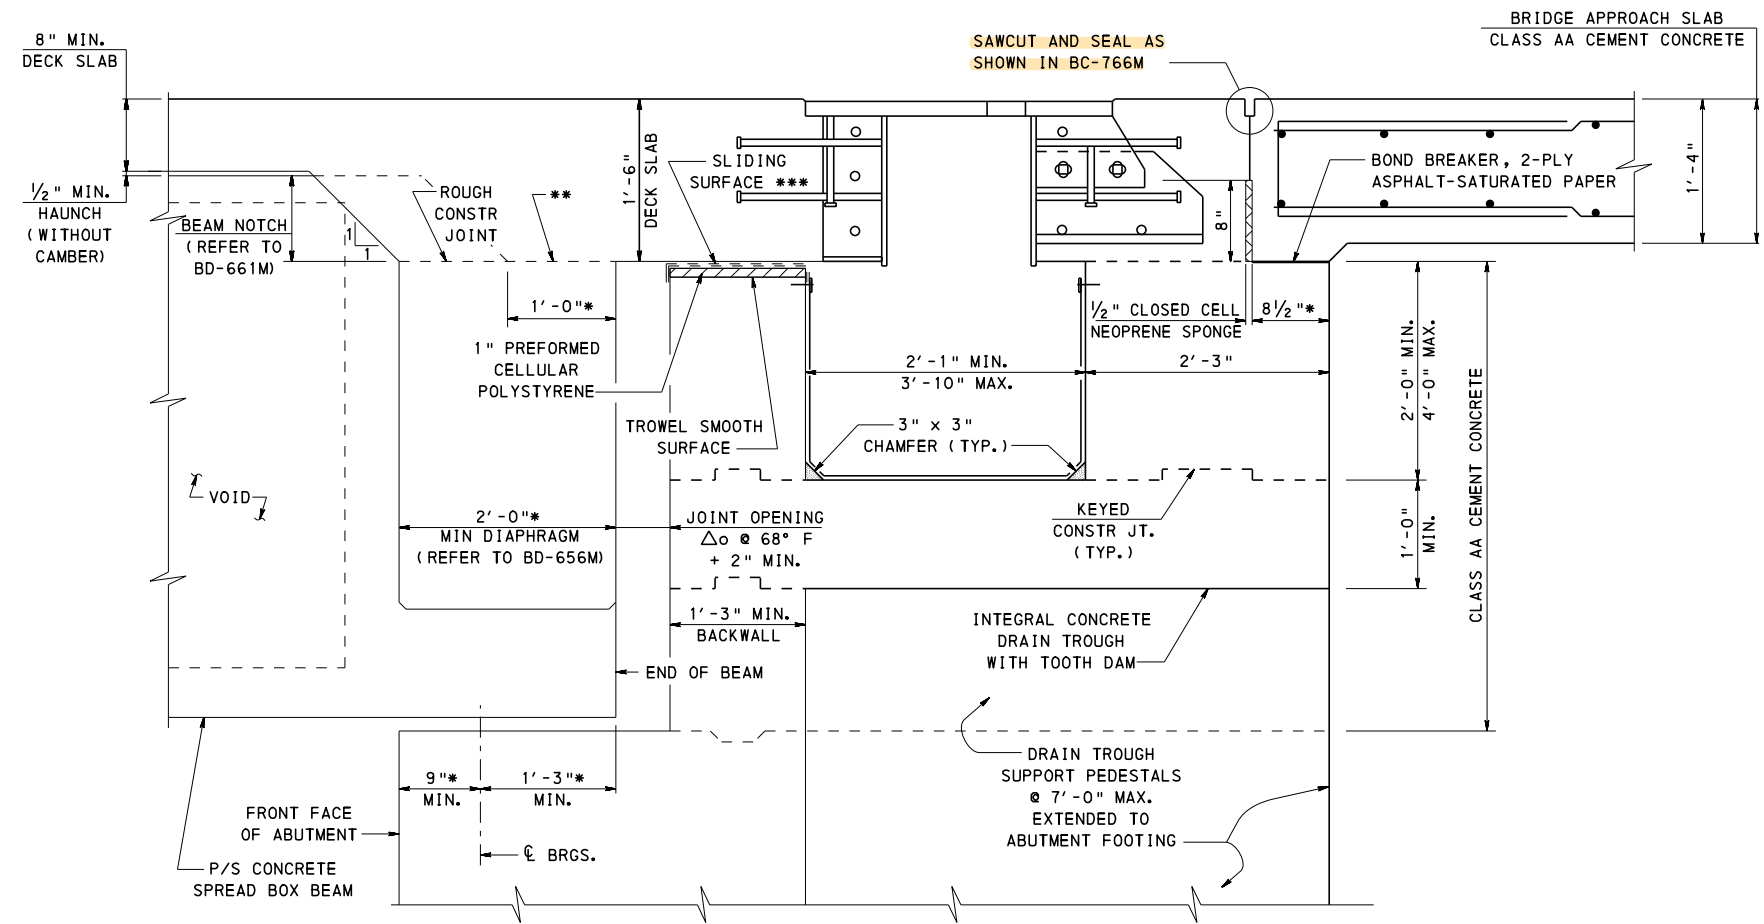 8" MIN.
DECK SLAB
1/2" MIN.
HAUNCH
(WITHOUT
CAMBER)
BEAM NOTCH
(REFER TO
BD-661M)
1
1
ROUGH
CONSTR
JOINT
**
1'-6"
DECK SLAB
SLIDING
SURFACE ***
SAWCUT AND SEAL AS
SHOWN IN BC-766M
BRIDGE APPROACH SLAB
CLASS AA CEMENT CONCRETE
BOND BREAKER, 2-PLY
ASPHALT-SATURATED PAPER
1'-4"
8"
1'-0"*
1" PREFORMED
CELLULAR
POLYSTYRENE
1/2" CLOSED CELL
NEOPRENE SPONGE
8 1/2"*
2'-1" MIN.
3'-10" MAX.
2'-3"
2'-0" MIN.
4'-0" MAX.
CLASS AA CEMENT CONCRETE
TROWEL SMOOTH
SURFACE
3" x 3"
CHAMFER (TYP.)
VOID
2'-0"*
MIN DIAPHRAGM
(REFER TO BD-656M)
JOINT OPENING
△o @ 68° F
+ 2" MIN.
KEYED
CONSTR JT.
(TYP.)
1'-0"
MIN.
1'-3" MIN.
BACKWALL
INTEGRAL CONCRETE
DRAIN TROUGH
WITH TOOTH DAM
END OF BEAM
DRAIN TROUGH
SUPPORT PEDESTALS
@ 7'-0" MAX.
EXTENDED TO
ABUTMENT FOOTING
9"*
MIN.
1'-3"*
MIN.
FRONT FACE
OF ABUTMENT
℄ BRGS.
P/S CONCRETE
SPREAD BOX BEAM